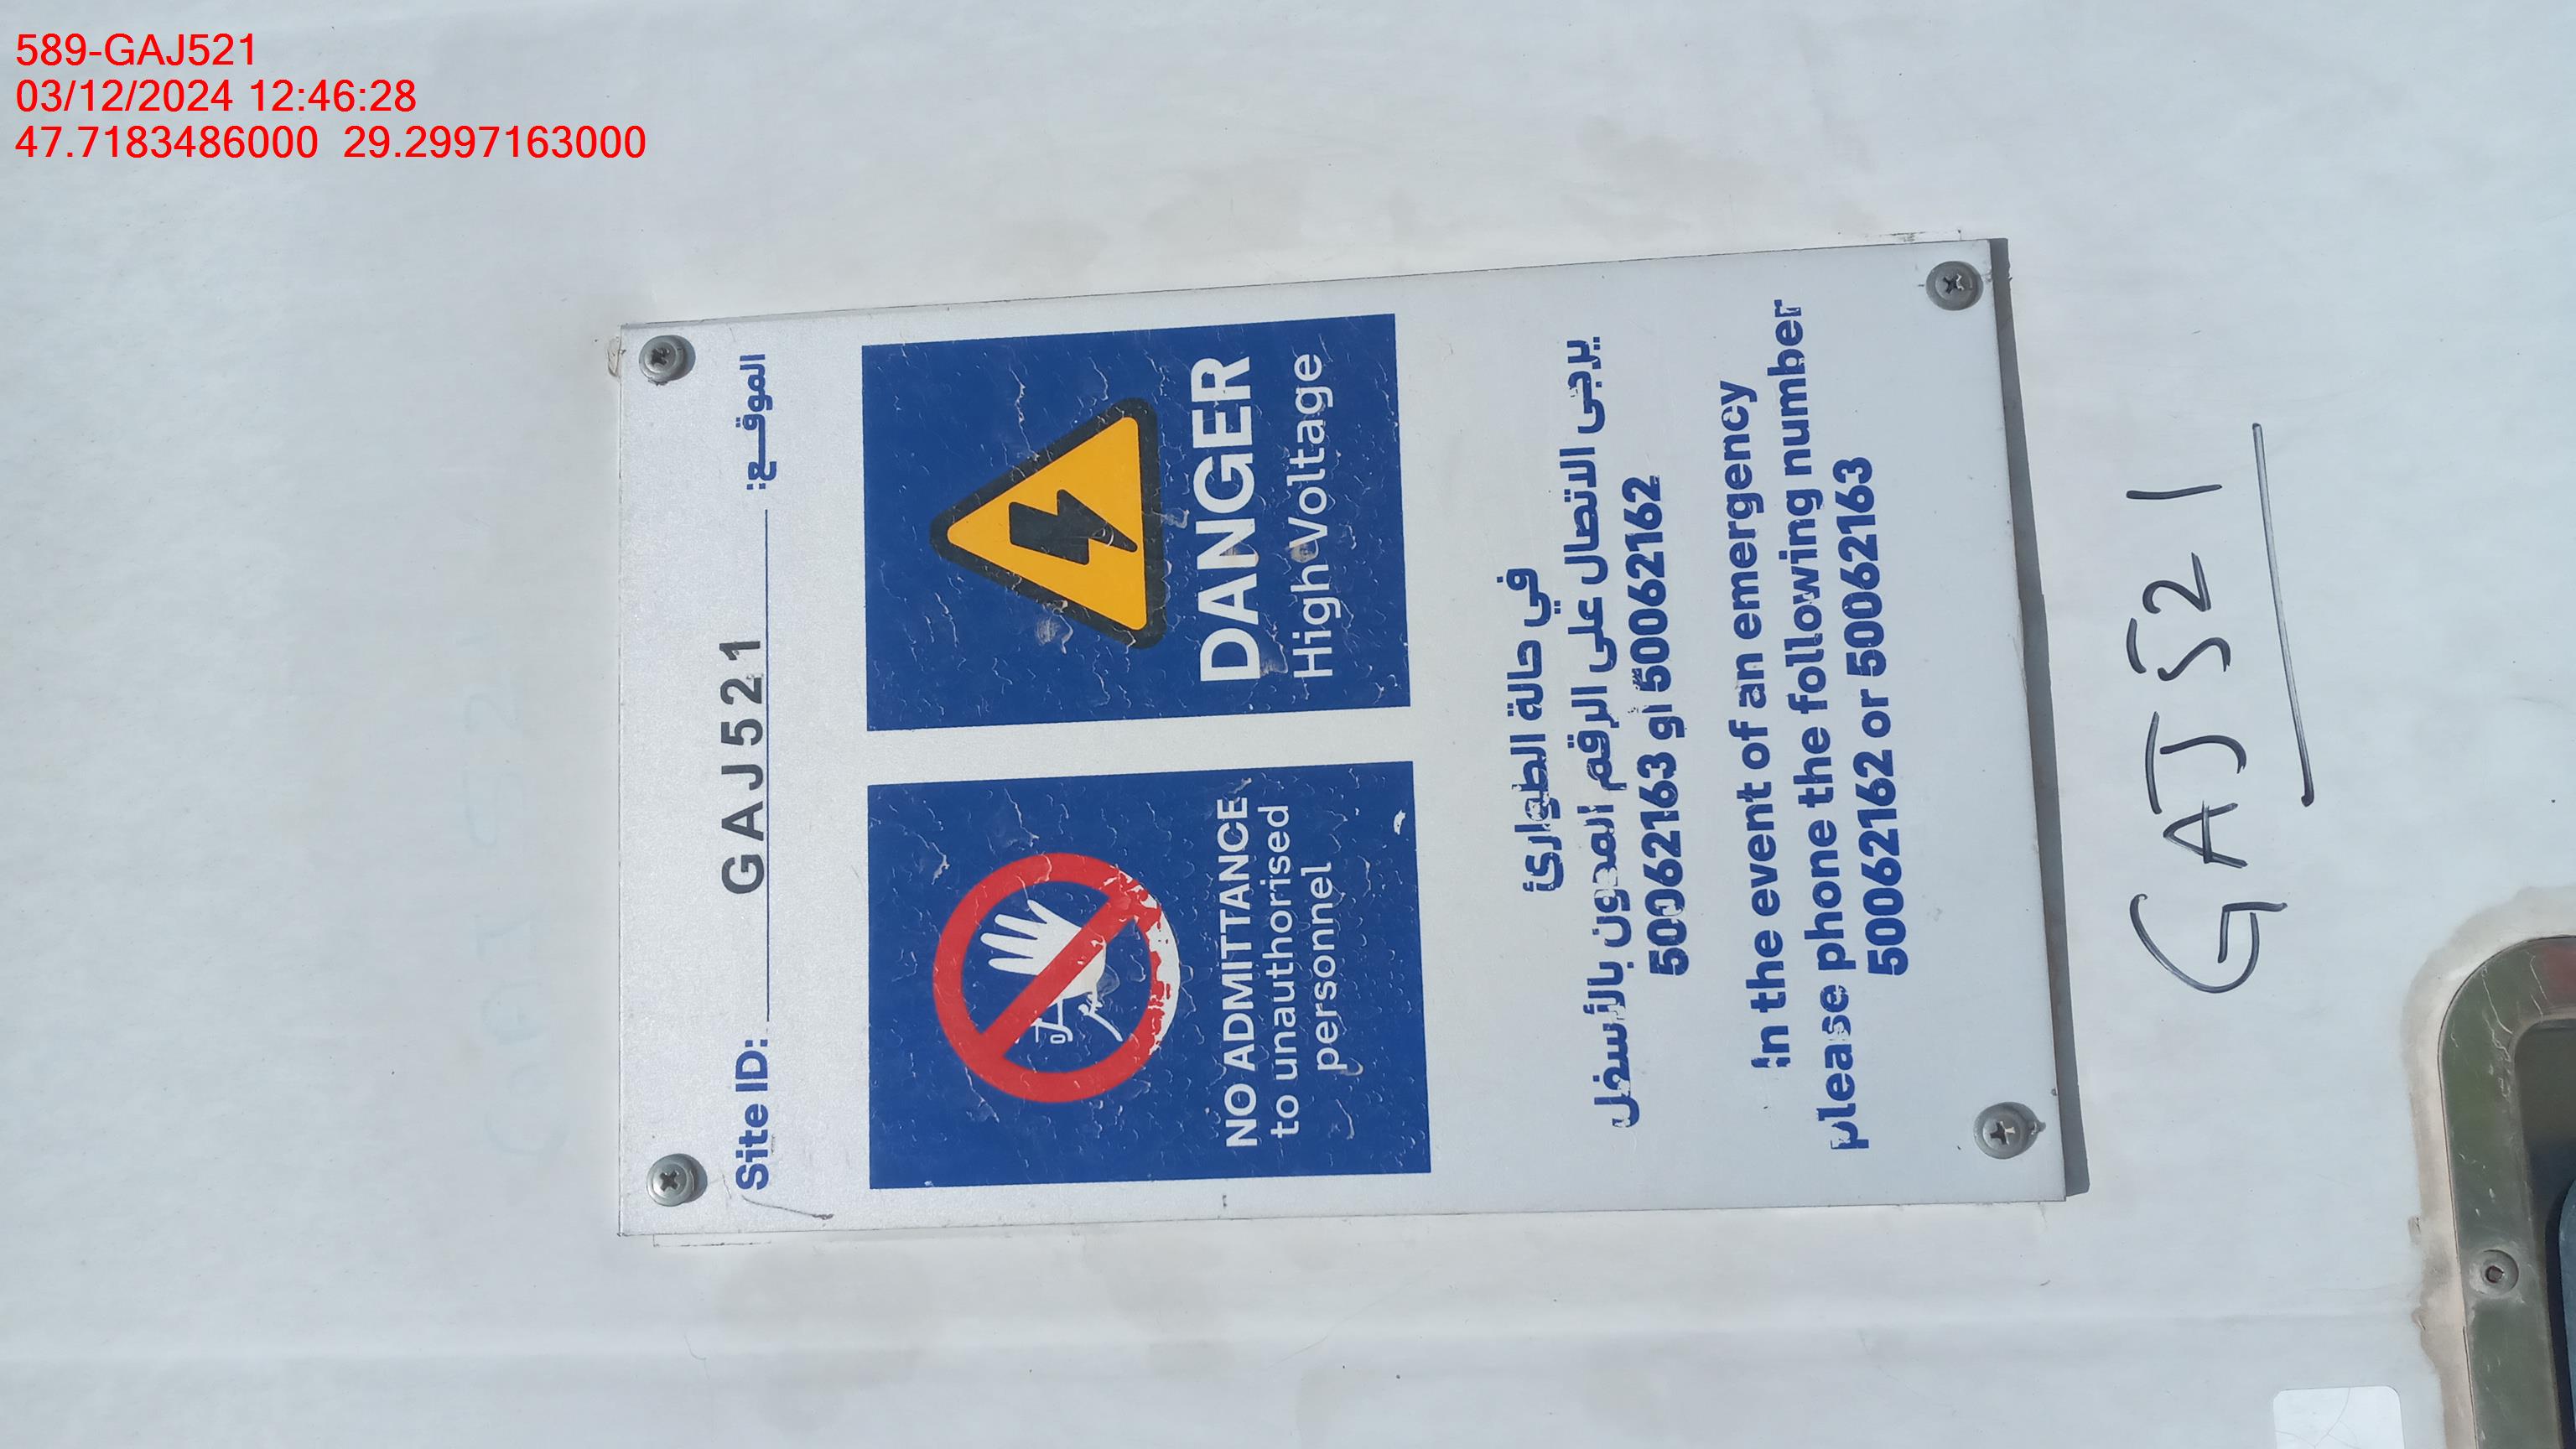 589-GAJ521
03/12/2024 12:46:28
47.7183486000 29.2997163000
Site ID: GAJ521 الموقـــع:
NO ADMITTANCE
to unauthorised
personnel
DANGER
High Voltage
في حالة الطوارئ
يرجى الاتصال على الرقم المدون بالأسفل
50062163 او 50062162
In the event of an emergency
please phone the following number
50062162 or 50062163
GAJ521